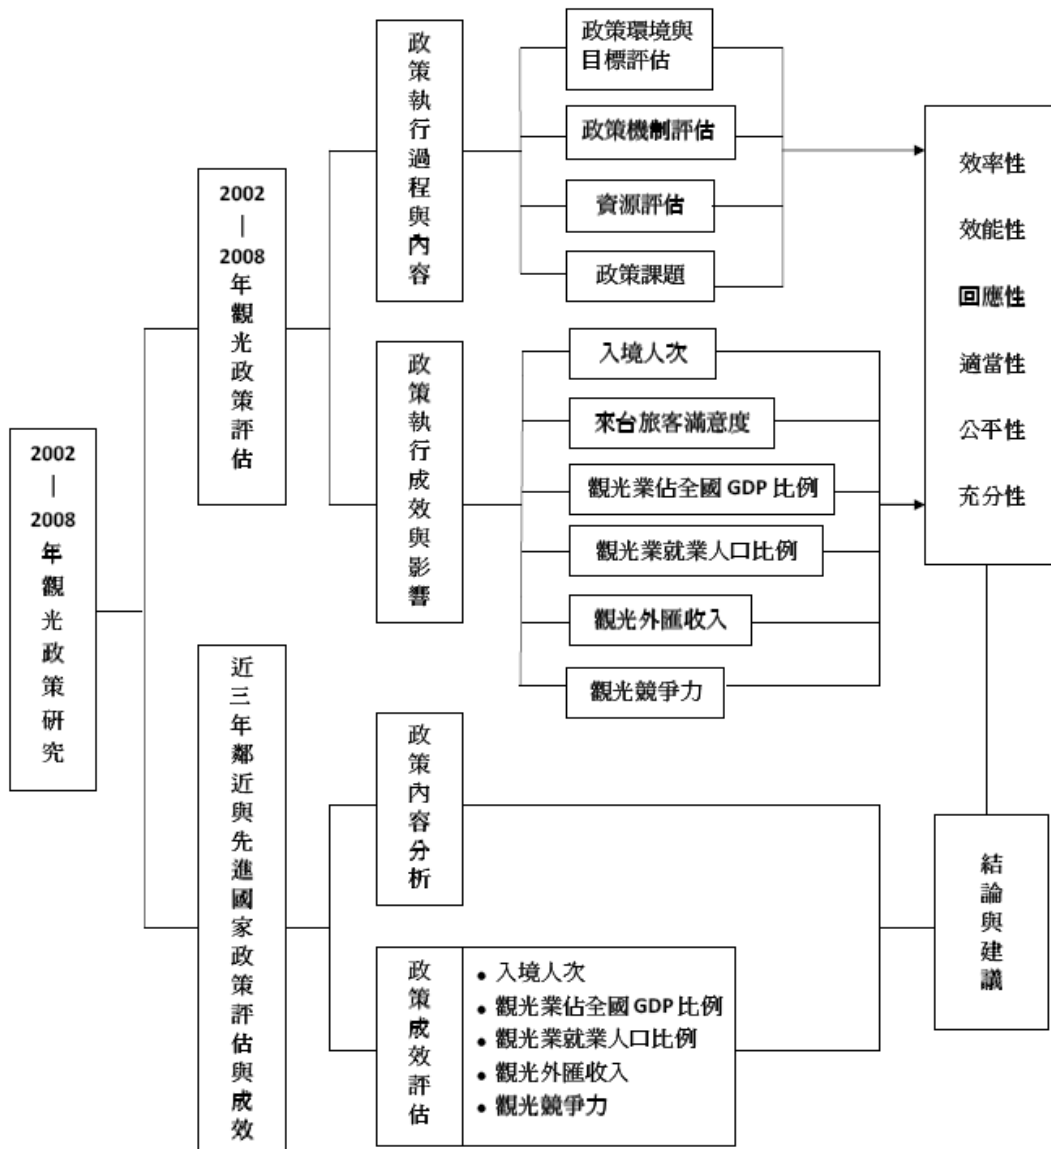 2002｜2008年觀光政策研究
2002｜2008年觀光政策評估
政策執行過程與內容
政策環境與
目標評估
政策機制評估
資源評估
政策課題
政策執行成效與影響
入境人次
來台旅客滿意度
觀光業佔全國 GDP 比例
觀光業就業人口比例
觀光外匯收入
觀光競爭力
效率性
效能性
回應性
適當性
公平性
充分性
近三年鄰近與先進國家政策評估與成效
政策內容分析
政策成效評估
• 入境人次
• 觀光業佔全國 GDP 比例
• 觀光業就業人口比例
• 觀光外匯收入
• 觀光競爭力
結論與建議